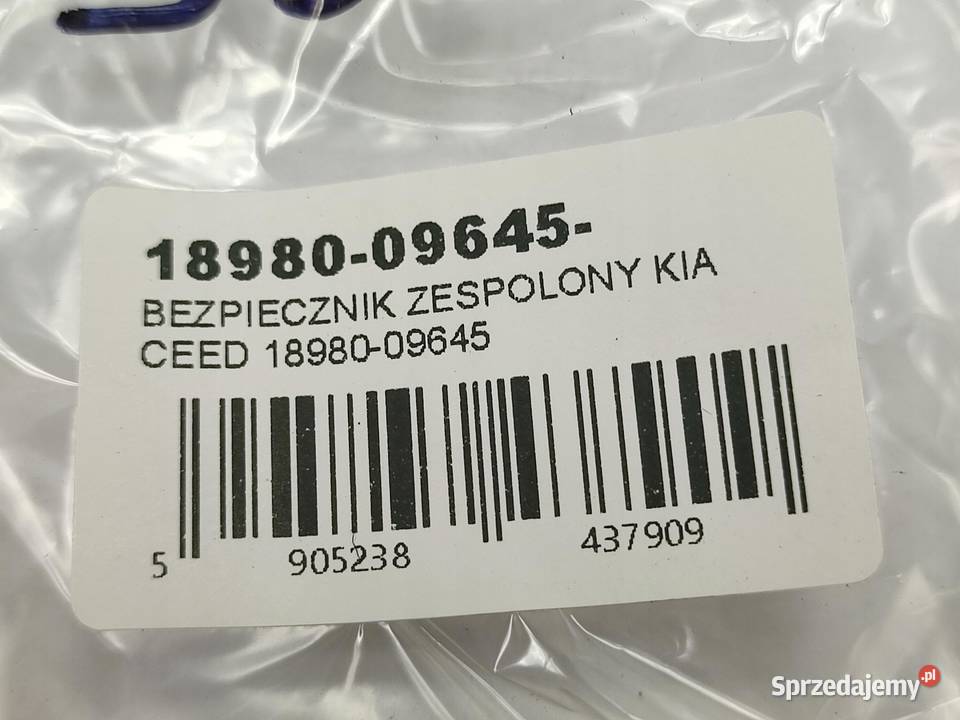 18980-09645-
BEZPIECZNIK ZESPOLONY KIA
CEED 18980-09645
5 905238 437909
Sprzedajemy.pl